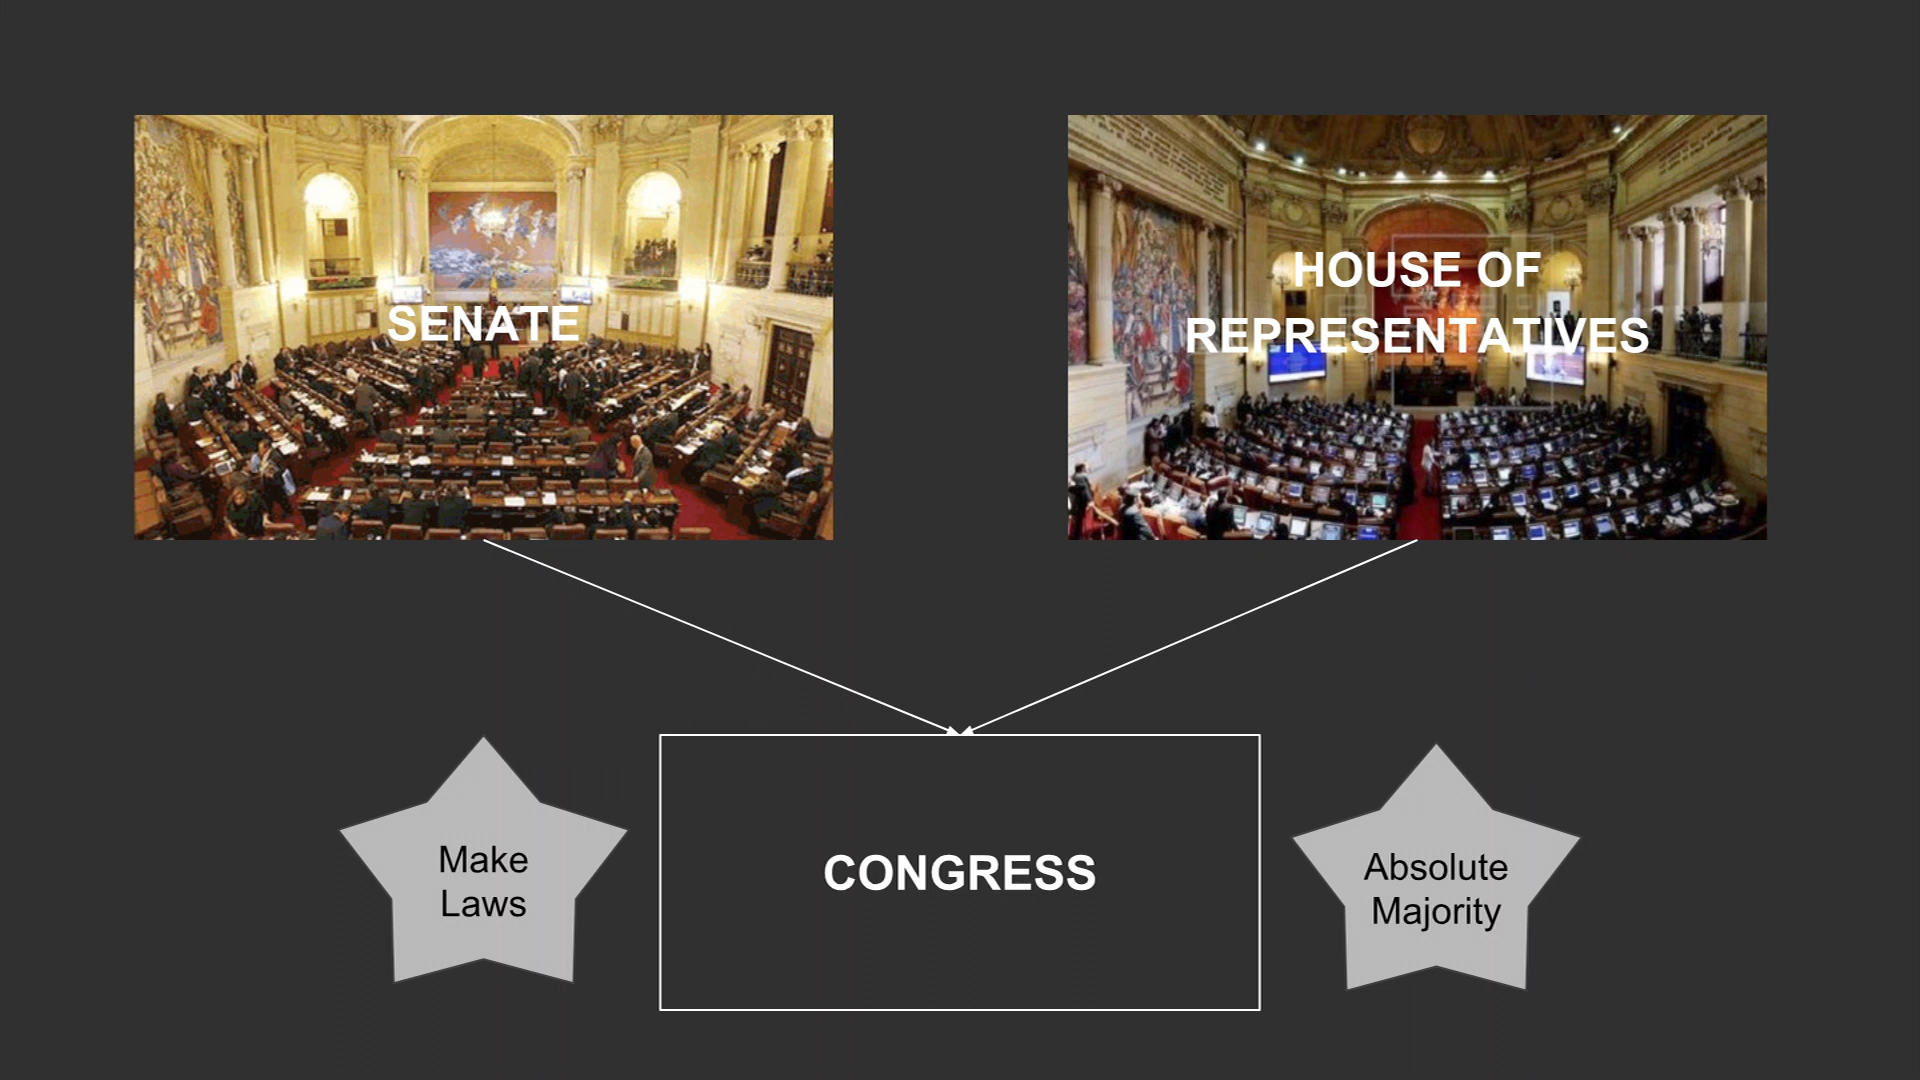 SENATE
HOUSE OF
REPRESENTATIVES
CONGRESS
Make
Laws
Absolute
Majority